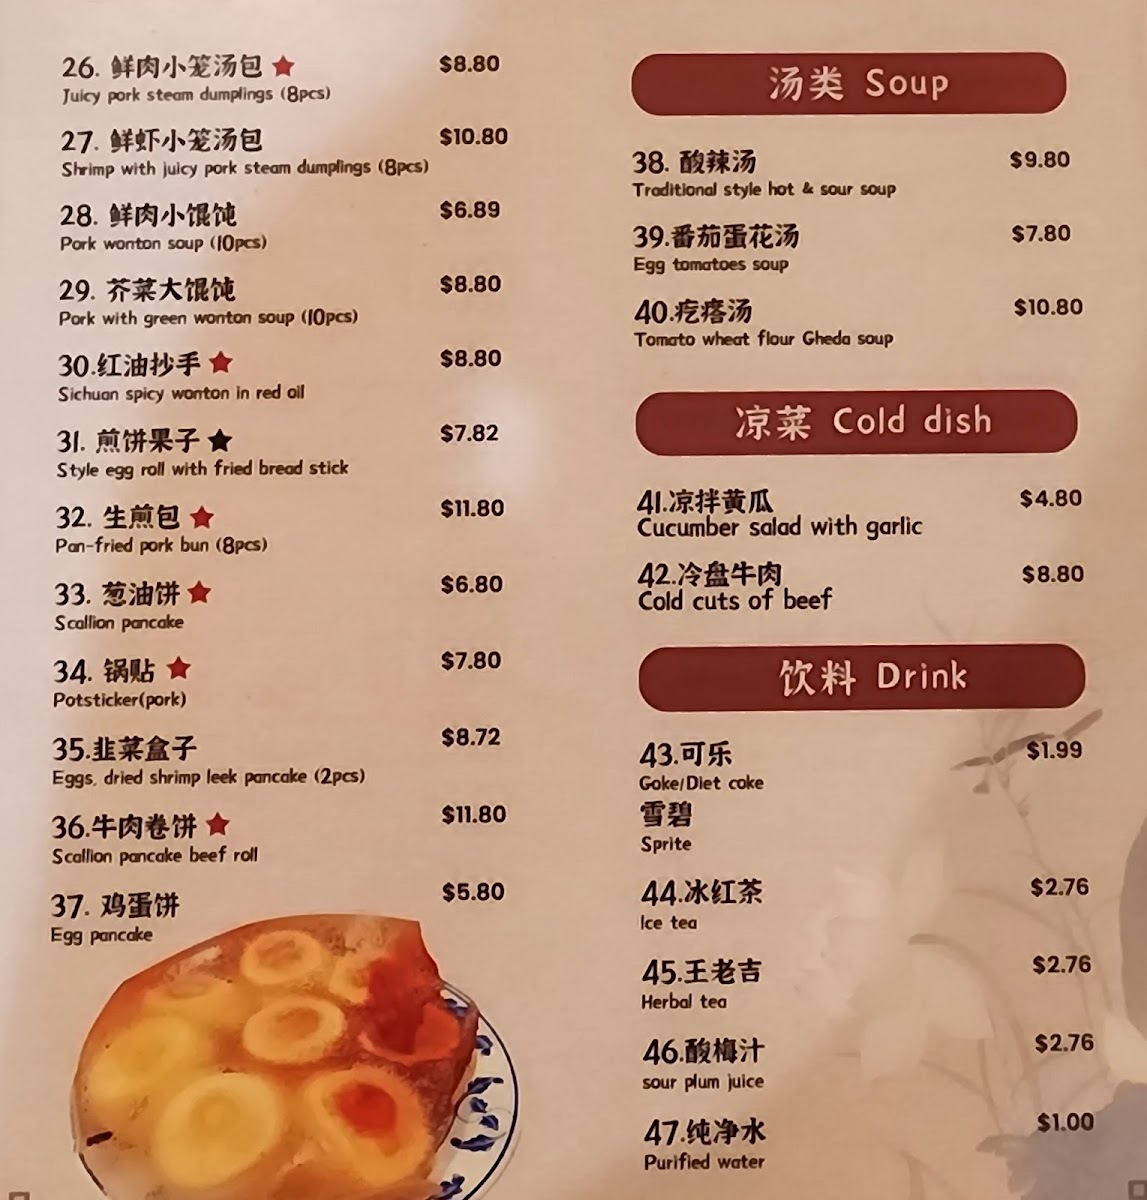 26. 鲜肉小笼汤包 ★ $8.80
Juicy pork steam dumplings (8pcs)
27. 鲜虾小笼汤包 $10.80
Shrimp with juicy pork steam dumplings (8pcs)
28. 鲜肉小馄饨 $6.89
Pork wonton soup (10pcs)
29. 芥菜大馄饨 $8.80
Pork with green wonton soup (10pcs)
30.红油抄手 ★ $8.80
Sichuan spicy wonton in red oil
31. 煎饼果子 ★ $7.82
Style egg roll with fried bread stick
32. 生煎包 ★ $11.80
Pan-fried pork bun (8pcs)
33. 葱油饼 ★ $6.80
Scallion pancake
34. 锅贴 ★ $7.80
Potsticker(pork)
35.韭菜盒子 $8.72
Eggs, dried shrimp leek pancake (2pcs)
36.牛肉卷饼 ★ $11.80
Scallion pancake beef roll
37. 鸡蛋饼 $5.80
Egg pancake
汤类 Soup
38. 酸辣汤 $9.80
Traditional style hot & sour soup
39.番茄蛋花汤 $7.80
Egg tomatoes soup
40.疙瘩汤 $10.80
Tomato wheat flour Gheda soup
凉菜 Cold dish
41.凉拌黄瓜 $4.80
Cucumber salad with garlic
42.冷盘牛肉 $8.80
Cold cuts of beef
饮料 Drink
43.可乐 $1.99
Goke/Diet coke
雪碧
Sprite
44.冰红茶 $2.76
Ice tea
45.王老吉 $2.76
Herbal tea
46.酸梅汁 $2.76
sour plum juice
47.纯净水 $1.00
Purified water